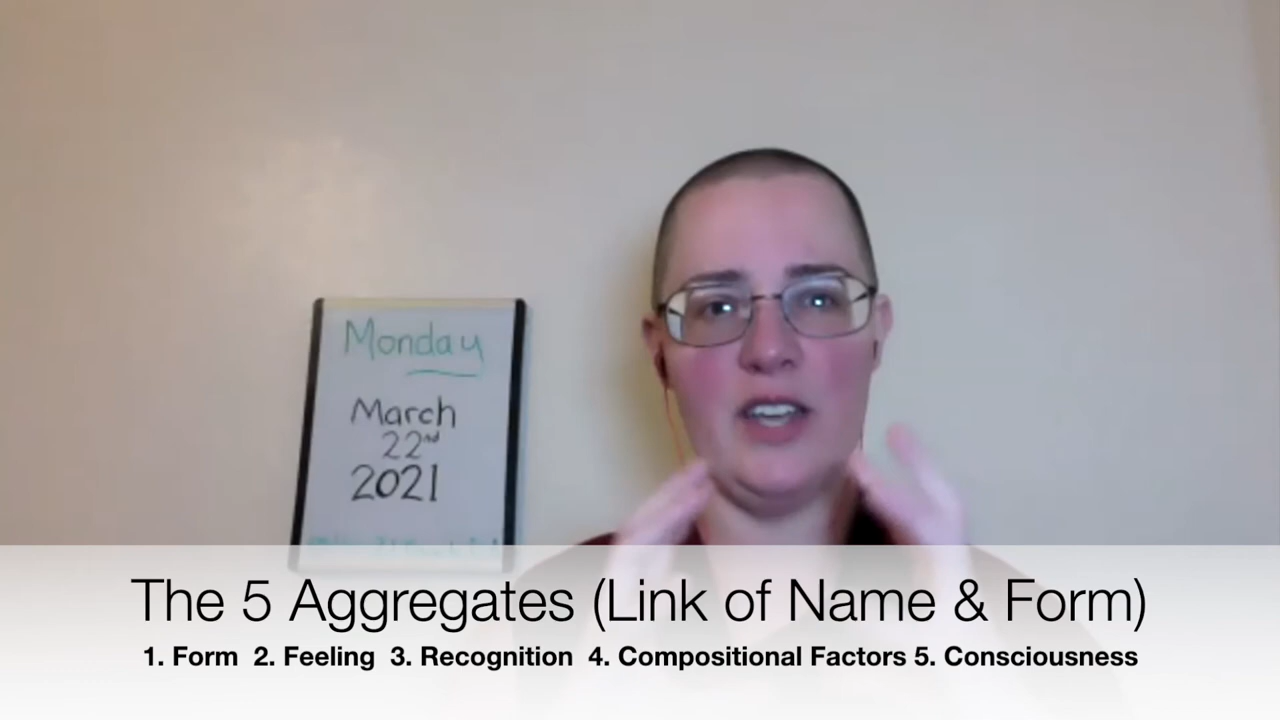 Monday
March
22nd
2021
The 5 Aggregates (Link of Name & Form)
1. Form 2. Feeling 3. Recognition 4. Compositional Factors 5. Consciousness